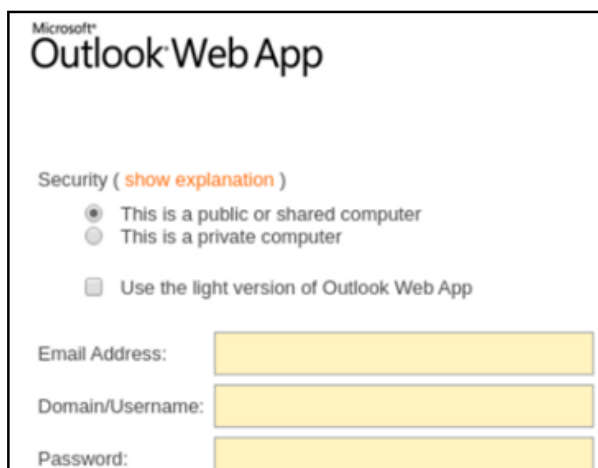 Microsoft®
Outlook® Web App
Security ( show explanation )
This is a public or shared computer
This is a private computer
Use the light version of Outlook Web App
Email Address:
Domain/Username:
Password: